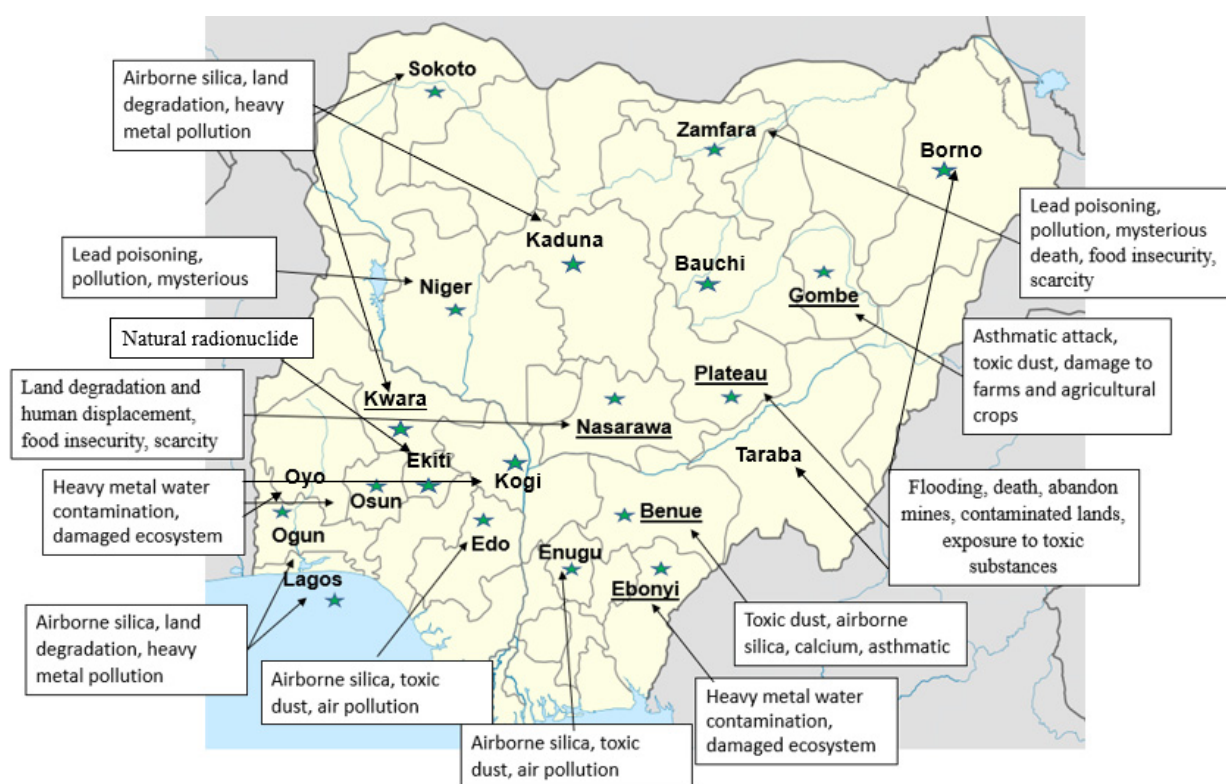 Airborne silica, land
degradation, heavy
metal pollution
Sokoto
Zamfara
Borno
Lead poisoning,
pollution, mysterious
death, food insecurity,
scarcity
Kaduna
Bauchi
Gombe
Lead poisoning,
pollution, mysterious
Niger
Natural radionuclide
Asthmatic attack,
toxic dust, damage to
farms and agricultural
crops
Land degradation and
human displacement,
food insecurity, scarcity
Kwara
Plateau
Nasarawa
Ekiti
Kogi
Taraba
Oyo
Osun
Heavy metal water
contamination,
damaged ecosystem
Ogun
Edo
Benue
Enugu
Ebonyi
Lagos
Flooding, death, abandon
mines, contaminated lands,
exposure to toxic
substances
Airborne silica, land
degradation, heavy
metal pollution
Toxic dust, airborne
silica, calcium, asthmatic
Airborne silica, toxic
dust, air pollution
Heavy metal water
contamination,
damaged ecosystem
Airborne silica, toxic
dust, air pollution